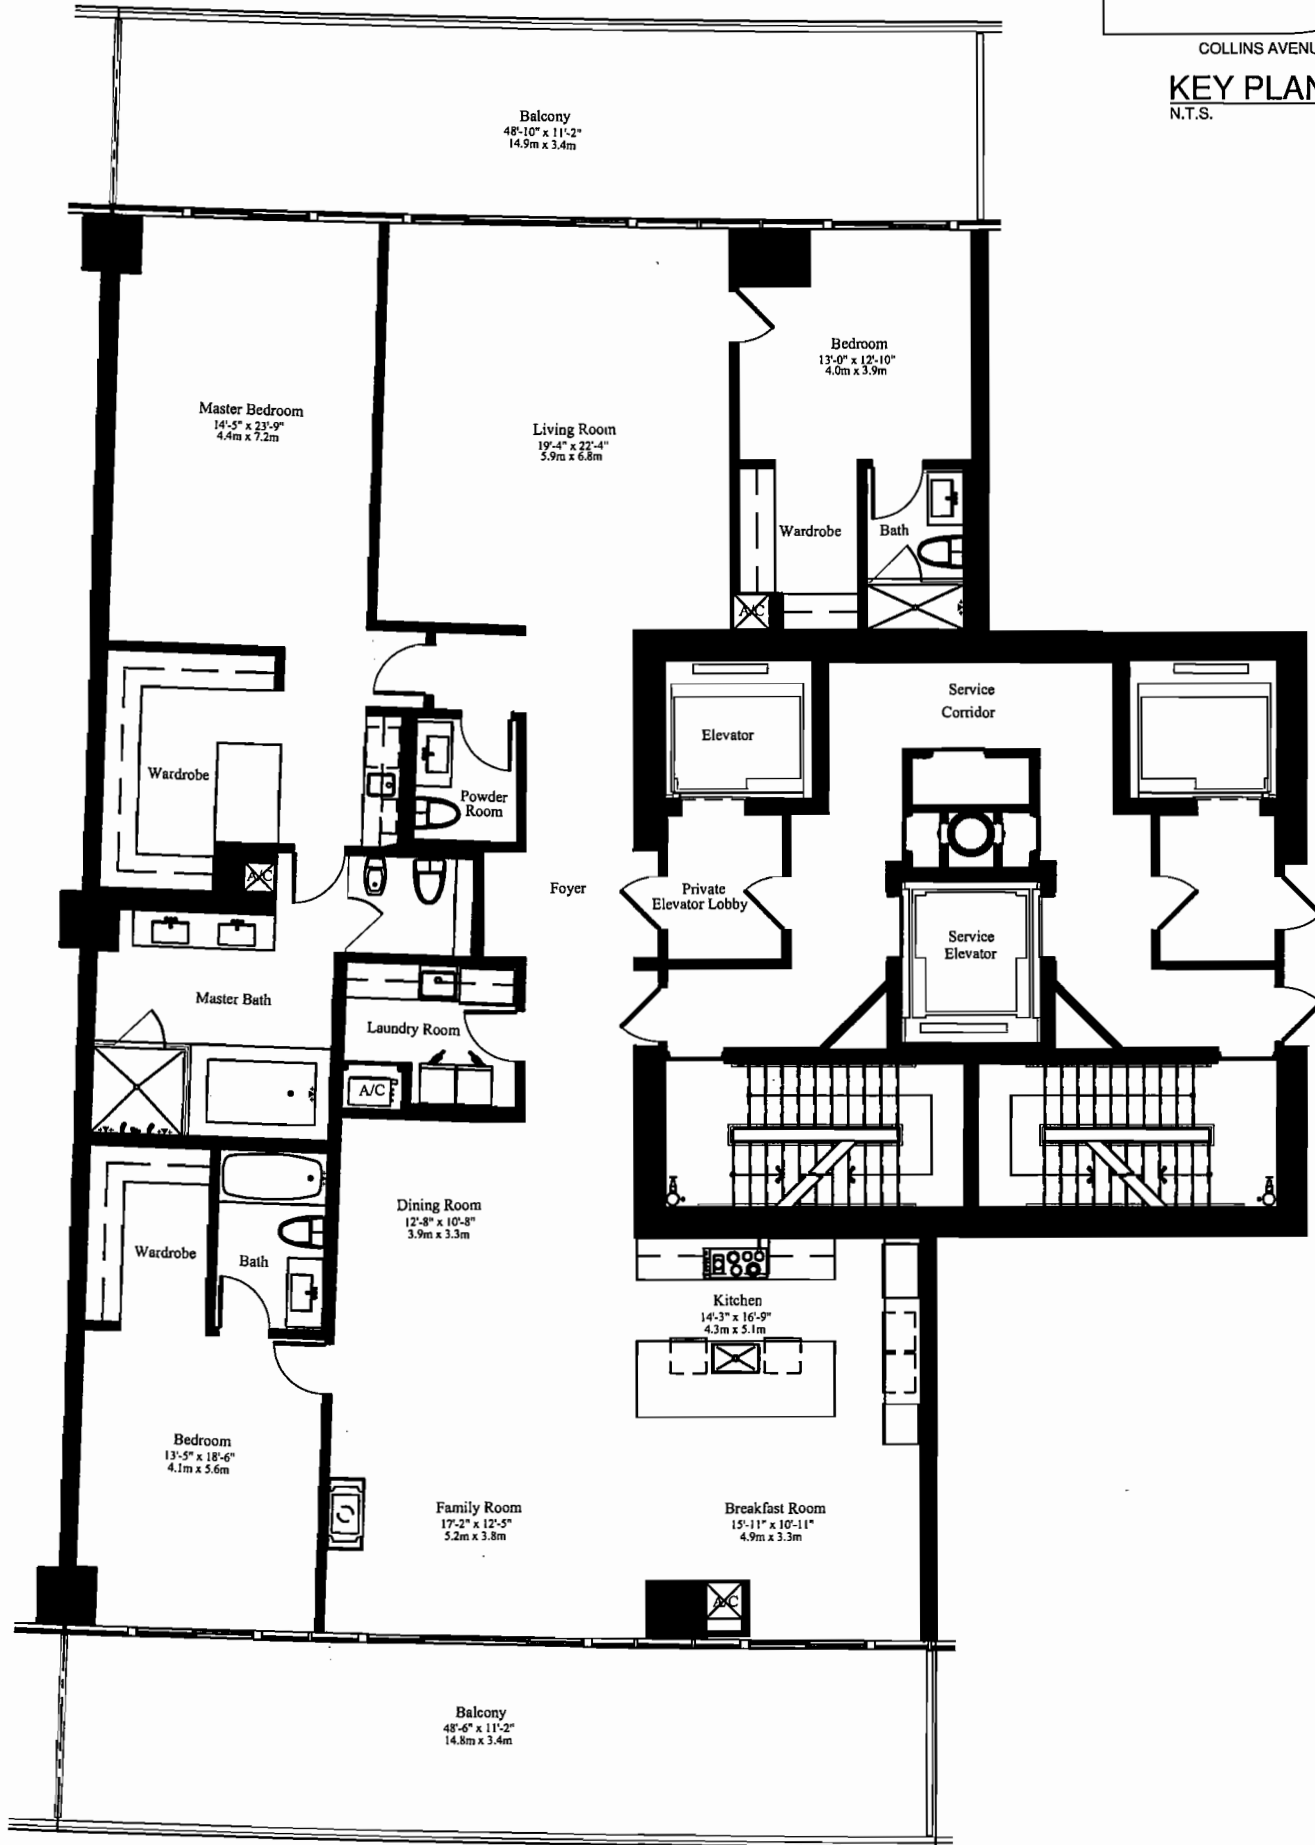 COLLINS AVENU
KEY PLAN
N.T.S.
Balcony
48'-10" x 11'-2"
14.9m x 3.4m
Master Bedroom
14'-5" x 23'-9"
4.4m x 7.2m
Living Room
19'-4" x 22'-4"
5.9m x 6.8m
Bedroom
13'-0" x 12'-10"
4.0m x 3.9m
Wardrobe
Bath
A/C
Elevator
Service
Corridor
Wardrobe
Powder
Room
A/C
Foyer
Private
Elevator Lobby
Service
Elevator
Master Bath
Laundry Room
A/C
Dining Room
12'-8" x 10'-8"
3.9m x 3.3m
Wardrobe
Bath
Kitchen
14'-3" x 16'-9"
4.3m x 5.1m
Bedroom
13'-5" x 18'-6"
4.1m x 5.6m
Family Room
17'-2" x 12'-5"
5.2m x 3.8m
Breakfast Room
15'-11" x 10'-11"
4.9m x 3.3m
A/C
Balcony
48'-6" x 11'-2"
14.8m x 3.4m